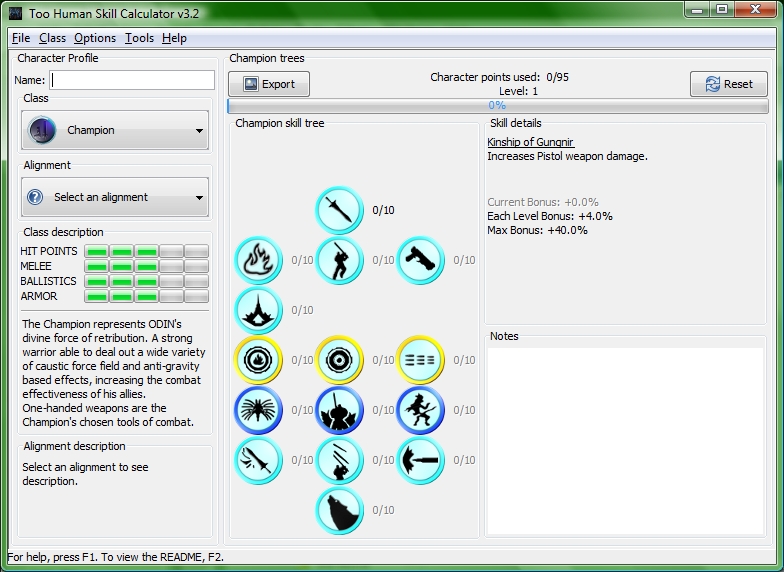 Too Human Skill Calculator v3.2
File Class Options Tools Help
Character Profile
Name:
Class
Champion
Alignment
Select an alignment
Class description
HIT POINTS
MELEE
BALLISTICS
ARMOR
The Champion represents ODIN's
divine force of retribution. A strong
warrior able to deal out a wide variety
of caustic force field and anti-gravity
based effects, increasing the combat
effectiveness of his allies.
One-handed weapons are the
Champion's chosen tools of combat.
Alignment description
Select an alignment to see
description.
Champion trees
Export
Character points used: 0/95
Level: 1
Reset
0%
Champion skill tree
0/10
0/10 0/10 0/10
0/10
0/10 0/10 0/10
0/10 0/10 0/10
0/10 0/10 0/10
0/10
Skill details
Kinship of Gungnir
Increases Pistol weapon damage.
Current Bonus: +0.0%
Each Level Bonus: +4.0%
Max Bonus: +40.0%
Notes
For help, press F1. To view the README, F2.